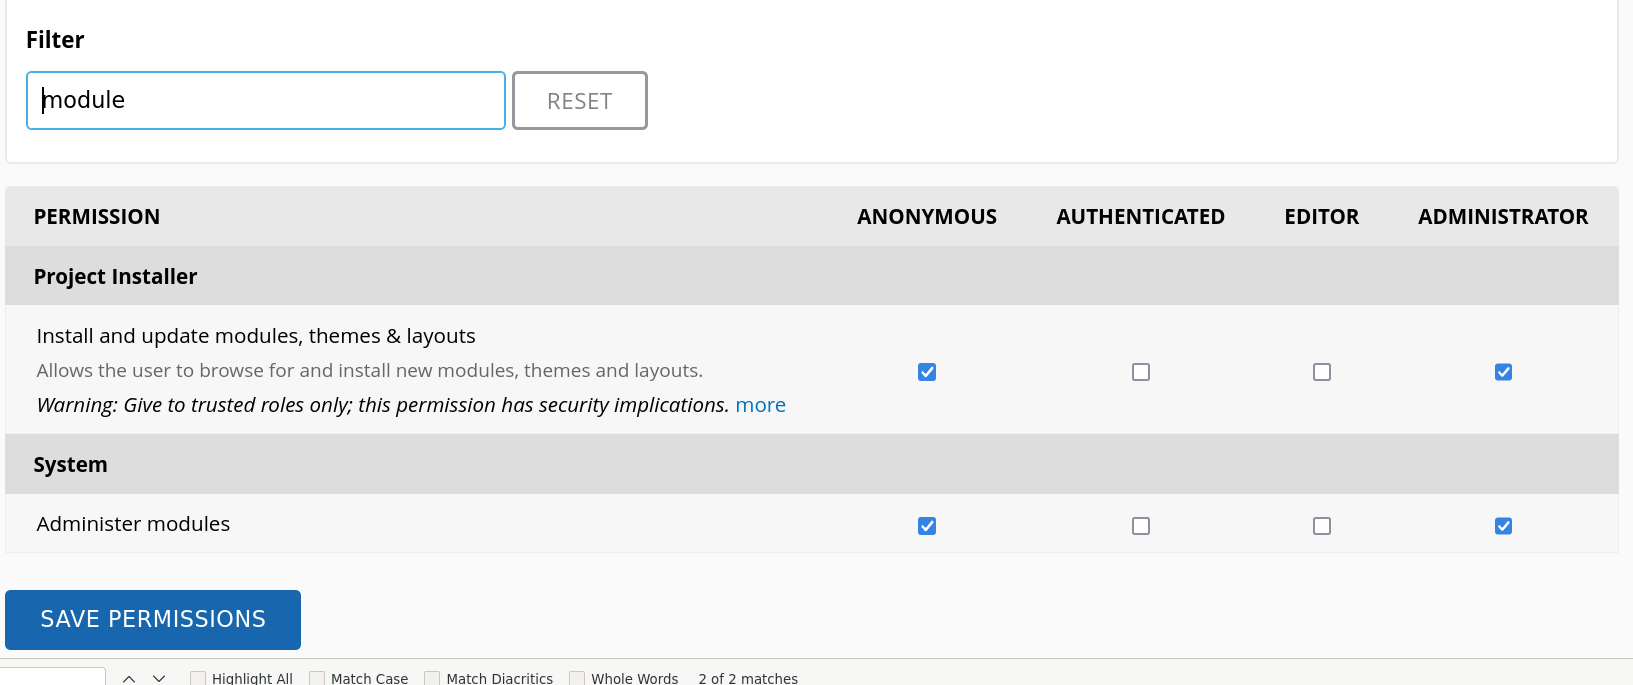 Filter
module RESET
PERMISSION ANONYMOUS AUTHENTICATED EDITOR ADMINISTRATOR
Project Installer
Install and update modules, themes & layouts
Allows the user to browse for and install new modules, themes and layouts.
Warning: Give to trusted roles only; this permission has security implications. more
System
Administer modules
SAVE PERMISSIONS
Highlight All Match Case Match Diacritics Whole Words 2 of 2 matches